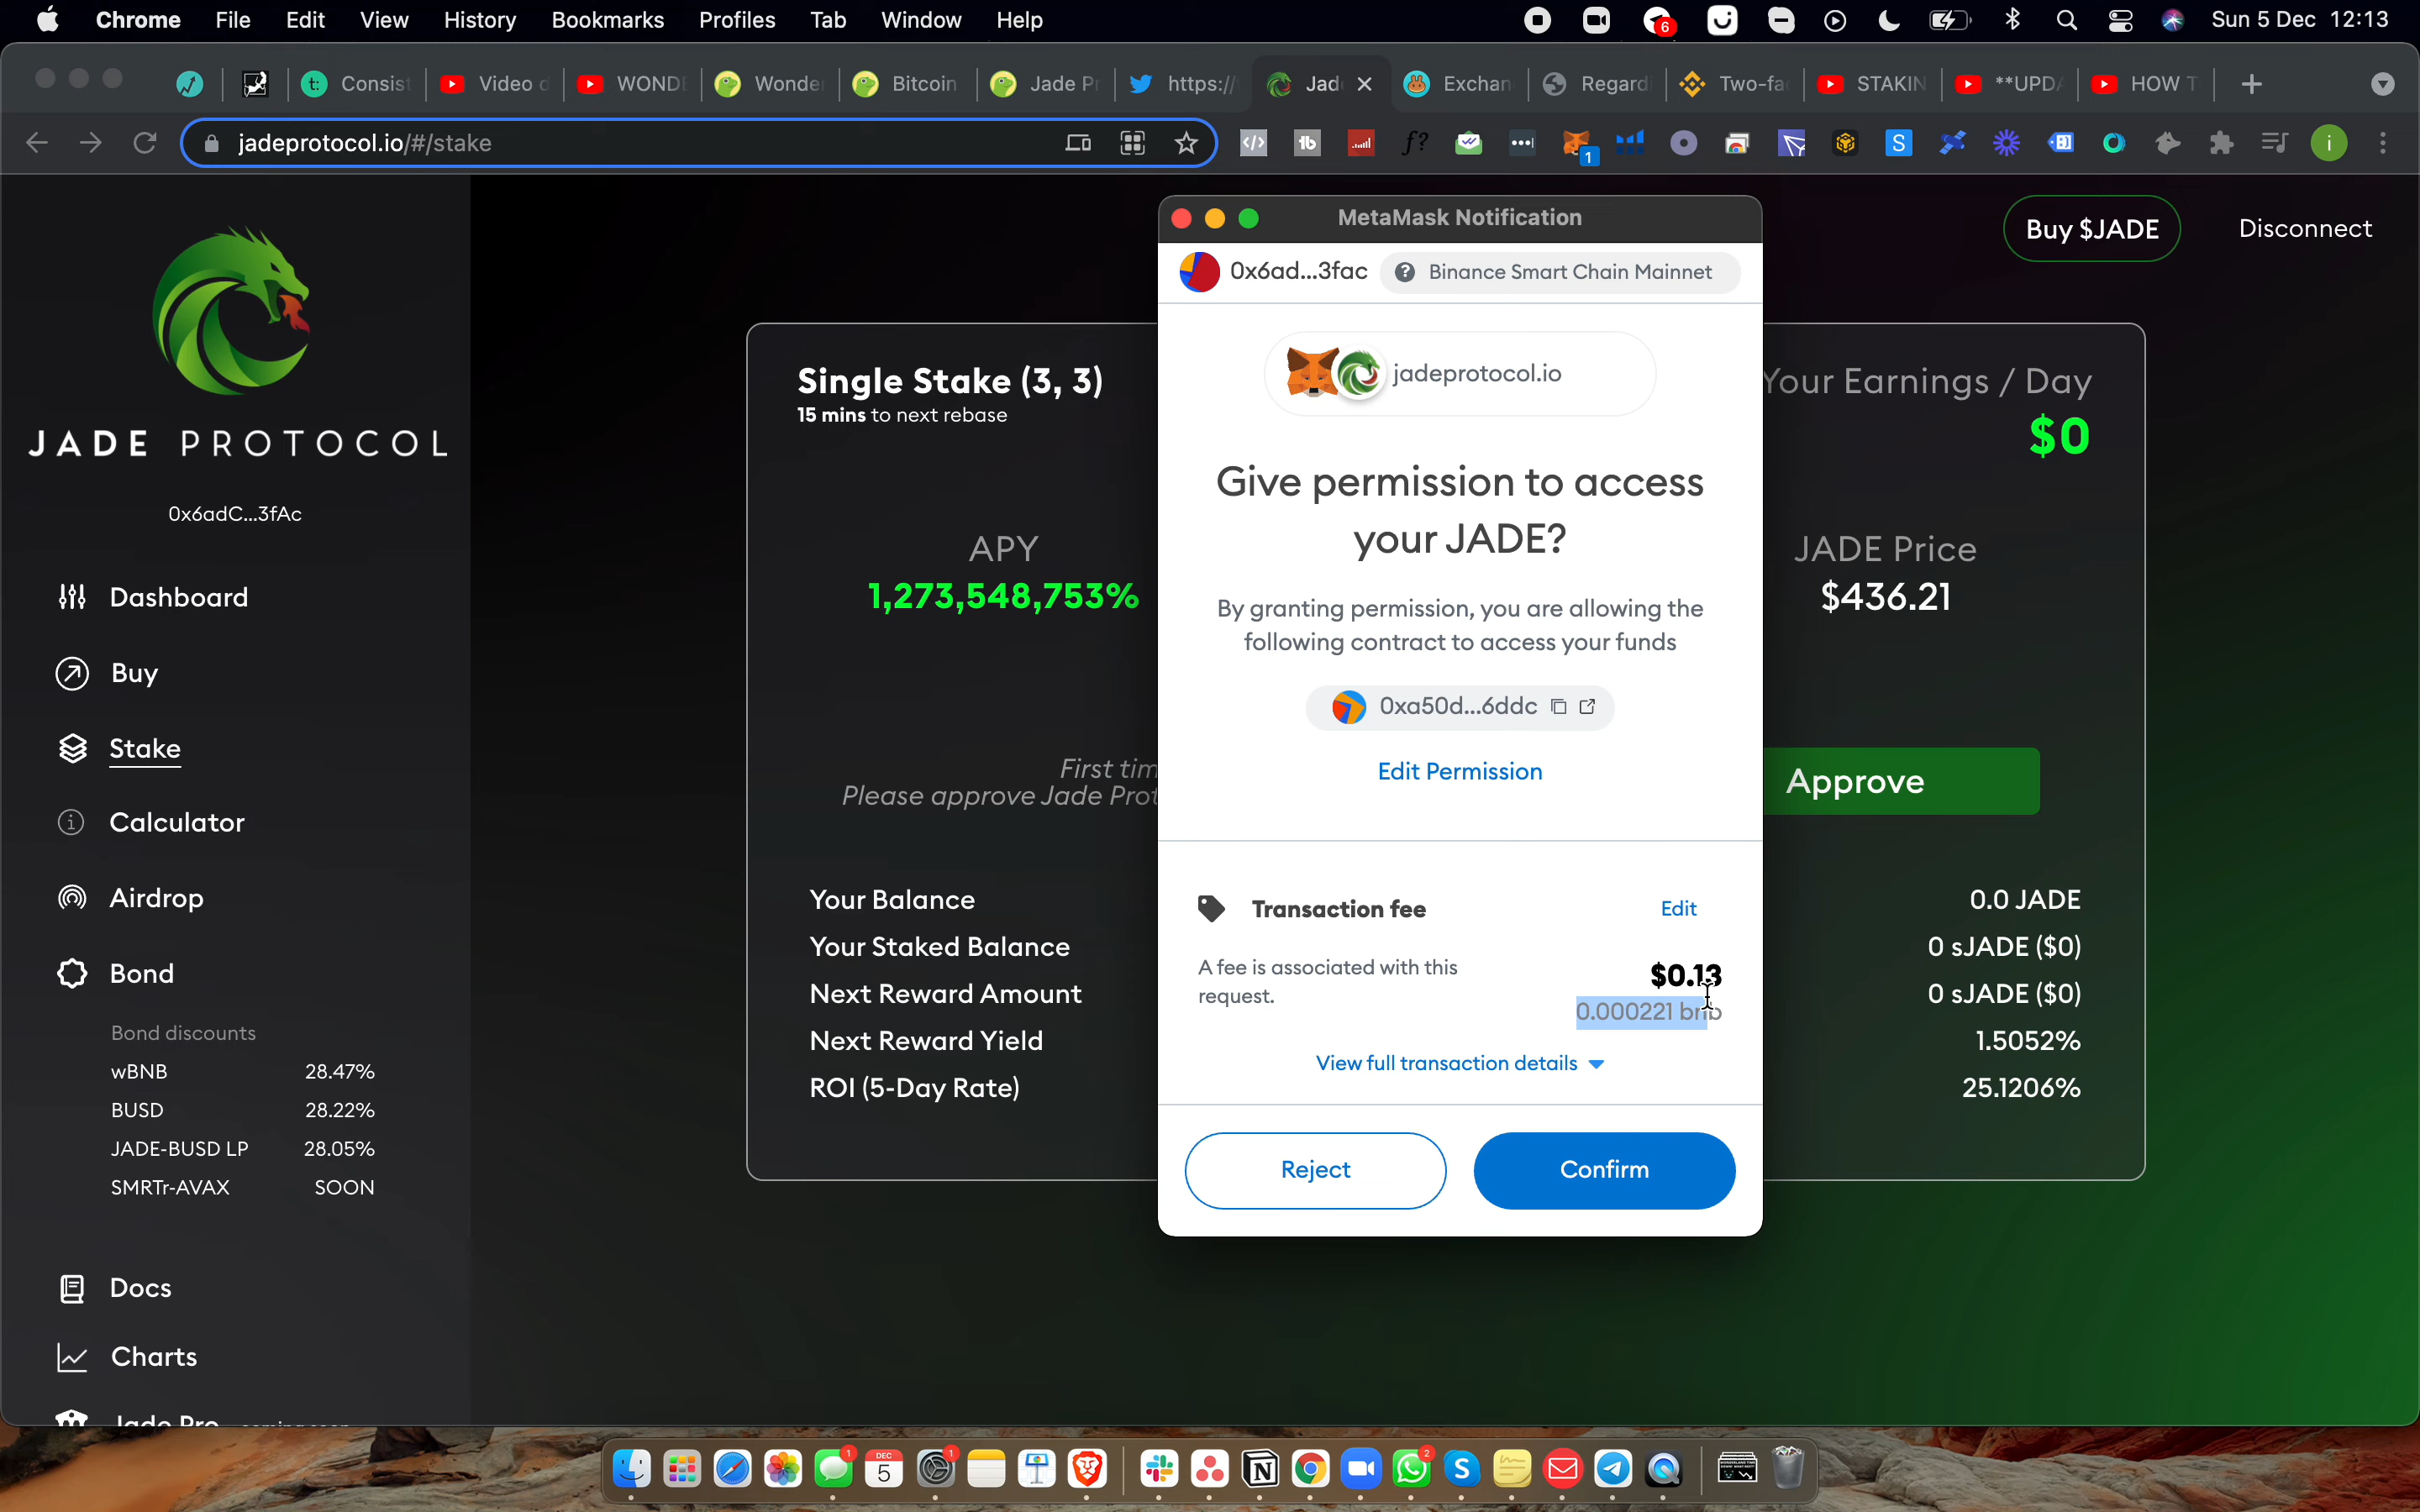 Chrome File Edit View History Bookmarks Profiles Tab Window Help
6
Sun 5 Dec 12:13
t: Consist
Video
WOND
Wonde
Bitcoin
Jade Pr
https://
Jad
Exchan
Regard
Two-fa
STAKIN
**UPDA
HOW T
jadeprotocol.io/#/stake
1
i
JADE PROTOCOL
0x6adC...3fAc
Dashboard
Buy
Stake
Calculator
Airdrop
Bond
Bond discounts
wBNB 28.47%
BUSD 28.22%
JADE-BUSD LP 28.05%
SMRTr-AVAX SOON
Docs
Charts
Buy $JADE
Disconnect
Single Stake (3, 3)
15 mins to next rebase
APY
1,273,548,753%
First tim
Please approve Jade Prot
Your Balance
Your Staked Balance
Next Reward Amount
Next Reward Yield
ROI (5-Day Rate)
MetaMask Notification
0x6ad...3fac
Binance Smart Chain Mainnet
jadeprotocol.io
Give permission to access
your JADE?
By granting permission, you are allowing the
following contract to access your funds
0xa50d...6ddc
Edit Permission
Transaction fee Edit
A fee is associated with this
request.
$0.13
0.000221 bnb
View full transaction details
Reject
Confirm
Your Earnings / Day
$0
JADE Price
$436.21
Approve
0.0 JADE
0 sJADE ($0)
0 sJADE ($0)
1.5052%
25.1206%
1
DEC
5
1
2